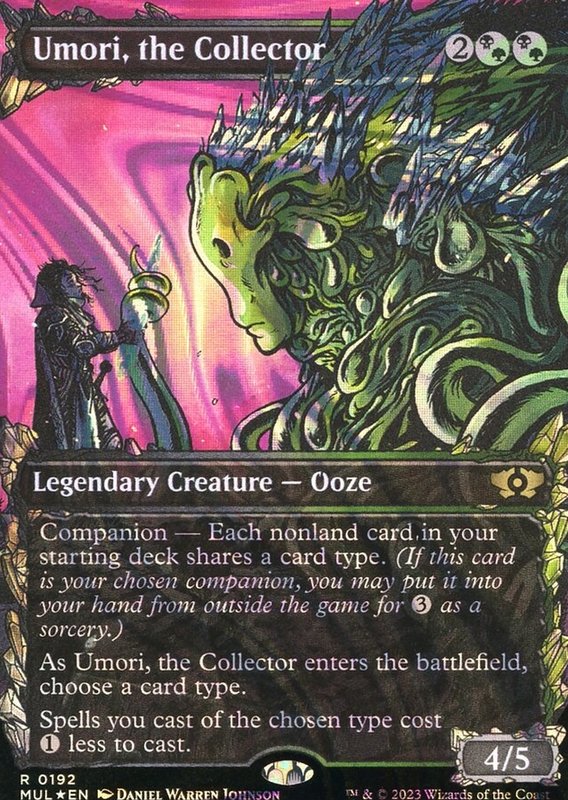 Umori, the Collector 2
Legendary Creature — Ooze
Companion — Each nonland card in your
starting deck shares a card type. (If this card
is your chosen companion, you may put it into
your hand from outside the game for 3 as a
sorcery.)
As Umori, the Collector enters the battlefield,
choose a card type.
Spells you cast of the chosen type cost
1 less to cast.
4/5
R 0192
MUL★EN DANIEL WARREN JOHNSON ™ & © 2023 Wizards of the Coast